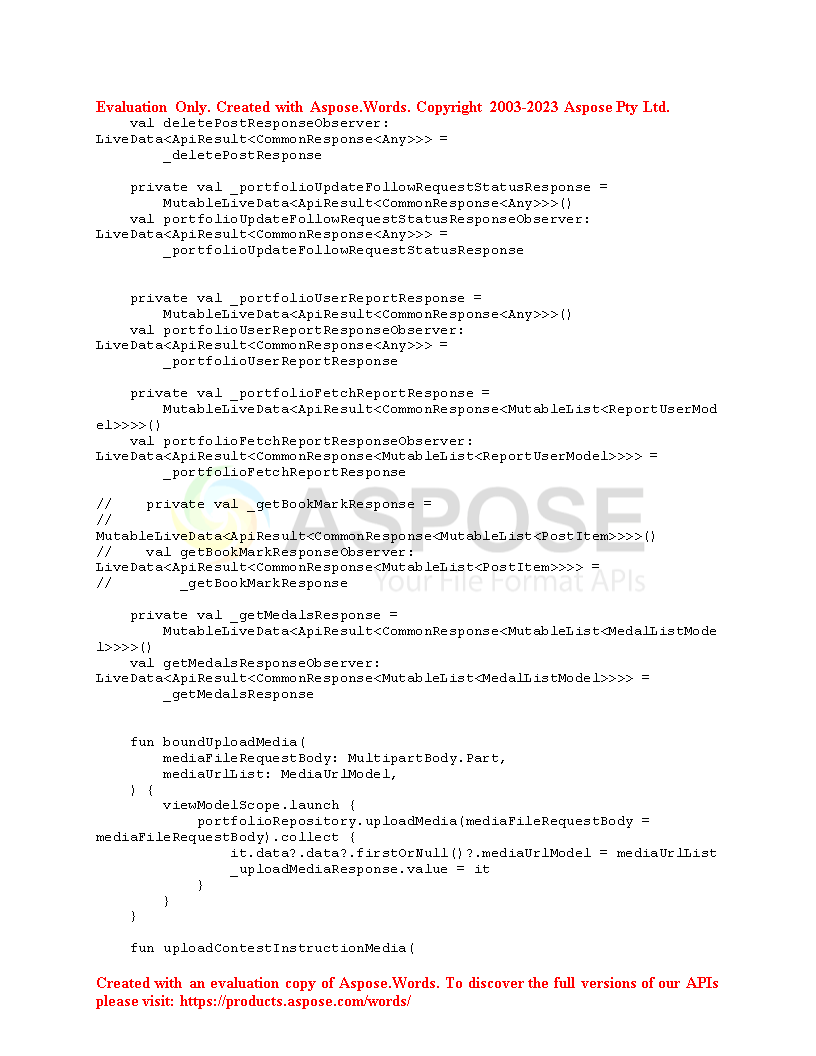 Evaluation Only. Created with Aspose.Words. Copyright 2003-2023 Aspose Pty Ltd.
    val deletePostResponseObserver:
LiveData<ApiResult<CommonResponse<Any>>> =
        _deletePostResponse

    private val _portfolioUpdateFollowRequestStatusResponse =
        MutableLiveData<ApiResult<CommonResponse<Any>>>()
    val portfolioUpdateFollowRequestStatusResponseObserver:
LiveData<ApiResult<CommonResponse<Any>>> =
        _portfolioUpdateFollowRequestStatusResponse


    private val _portfolioUserReportResponse =
        MutableLiveData<ApiResult<CommonResponse<Any>>>()
    val portfolioUserReportResponseObserver:
LiveData<ApiResult<CommonResponse<Any>>> =
        _portfolioUserReportResponse

    private val _portfolioFetchReportResponse =
        MutableLiveData<ApiResult<CommonResponse<MutableList<ReportUserMod
el>>>>()
    val portfolioFetchReportResponseObserver:
LiveData<ApiResult<CommonResponse<MutableList<ReportUserModel>>>> =
        _portfolioFetchReportResponse

//    private val _getBookMarkResponse =
//
MutableLiveData<ApiResult<CommonResponse<MutableList<PostItem>>>>()
//    val getBookMarkResponseObserver:
LiveData<ApiResult<CommonResponse<MutableList<PostItem>>>> =
//        _getBookMarkResponse

    private val _getMedalsResponse =
        MutableLiveData<ApiResult<CommonResponse<MutableList<MedalListMode
l>>>>()
    val getMedalsResponseObserver:
LiveData<ApiResult<CommonResponse<MutableList<MedalListModel>>>> =
        _getMedalsResponse


    fun boundUploadMedia(
        mediaFileRequestBody: MultipartBody.Part,
        mediaUrlList: MediaUrlModel,
    ) {
        viewModelScope.launch {
            portfolioRepository.uploadMedia(mediaFileRequestBody =
mediaFileRequestBody).collect {
                it.data?.data?.firstOrNull()?.mediaUrlModel = mediaUrlList
                _uploadMediaResponse.value = it
            }
        }
    }

    fun uploadContestInstructionMedia(

ASPOSE
Your File Format APIs
Created with an evaluation copy of Aspose.Words. To discover the full versions of our APIs
please visit: https://products.aspose.com/words/